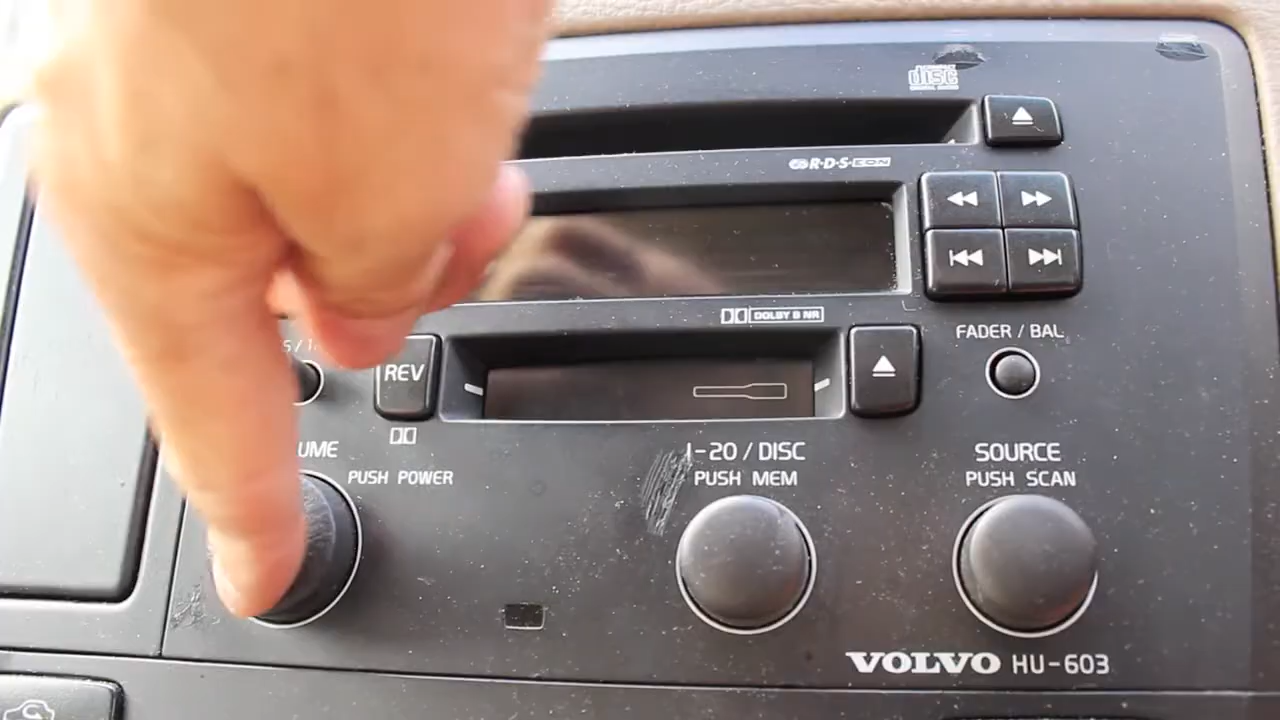 disc
R·D·S EON
DOLBY B NR
FADER / BAL
REV
PUSH POWER
1-20 / DISC
PUSH MEM
SOURCE
PUSH SCAN
VOLVO HU-603